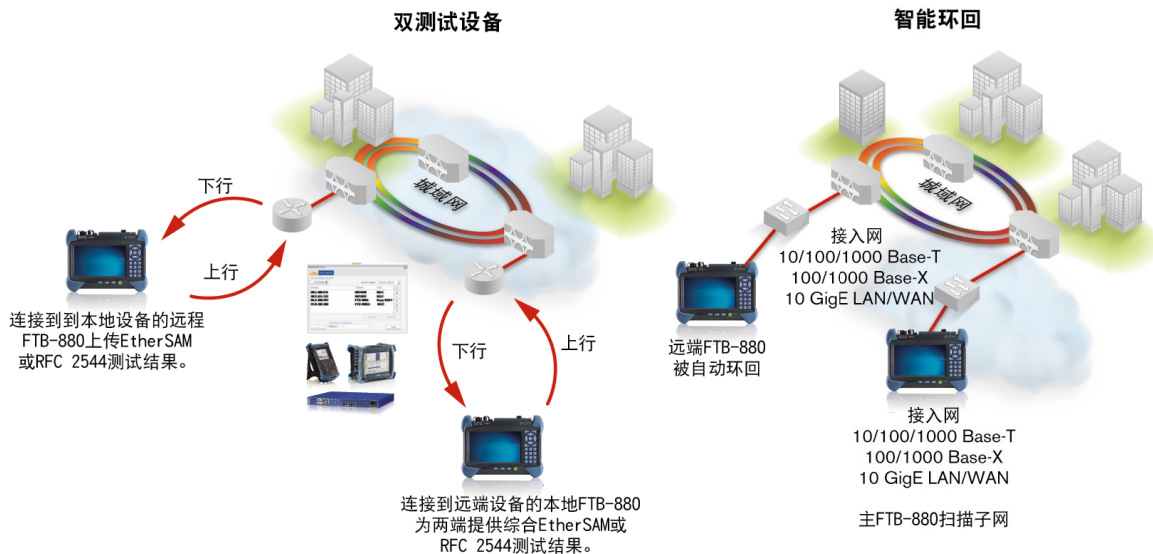 双测试设备
城域网
下行
上行
连接到到本地设备的远程
FTB-880上传EtherSAM
或RFC 2544测试结果。
下行
上行
连接到远端设备的本地FTB-880
为两端提供综合EtherSAM或
RFC 2544测试结果。
智能环回
城域网
接入网
10/100/1000 Base-T
100/1000 Base-X
10 GigE LAN/WAN
远端FTB-880
被自动环回
接入网
10/100/1000 Base-T
100/1000 Base-X
10 GigE LAN/WAN
主FTB-880扫描子网